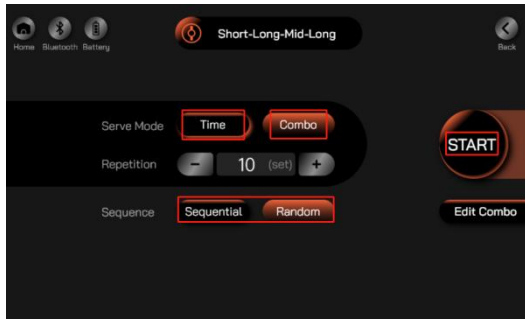 Home Bluetooth Battery
Short-Long-Mid-Long
Back
Serve Mode Time Combo
START
Repetition - 10 (set) +
Sequence Sequential Random
Edit Combo